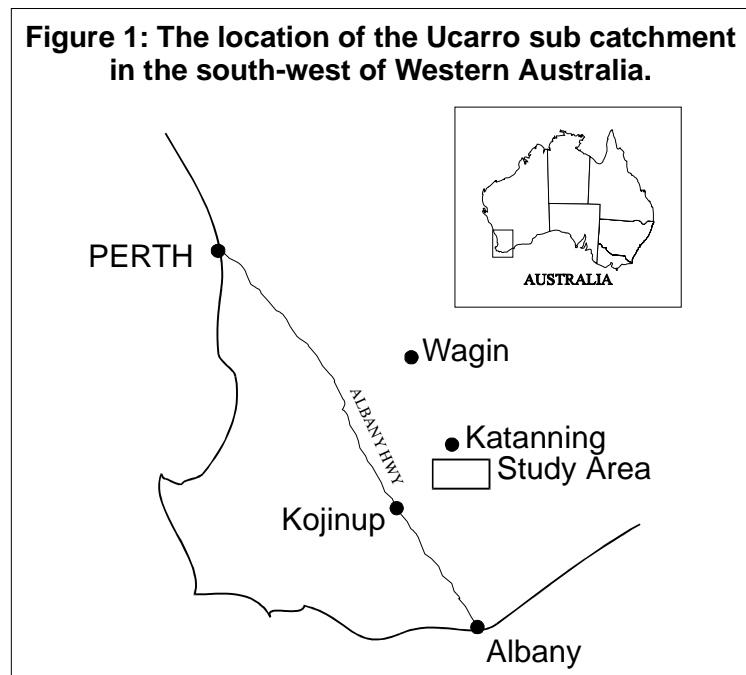 Figure 1: The location of the Ucarro sub catchment
in the south-west of Western Australia.
AUSTRALIA
PERTH
Wagin
ALBANY HWY
Katanning
Study Area
Kojinup
Albany